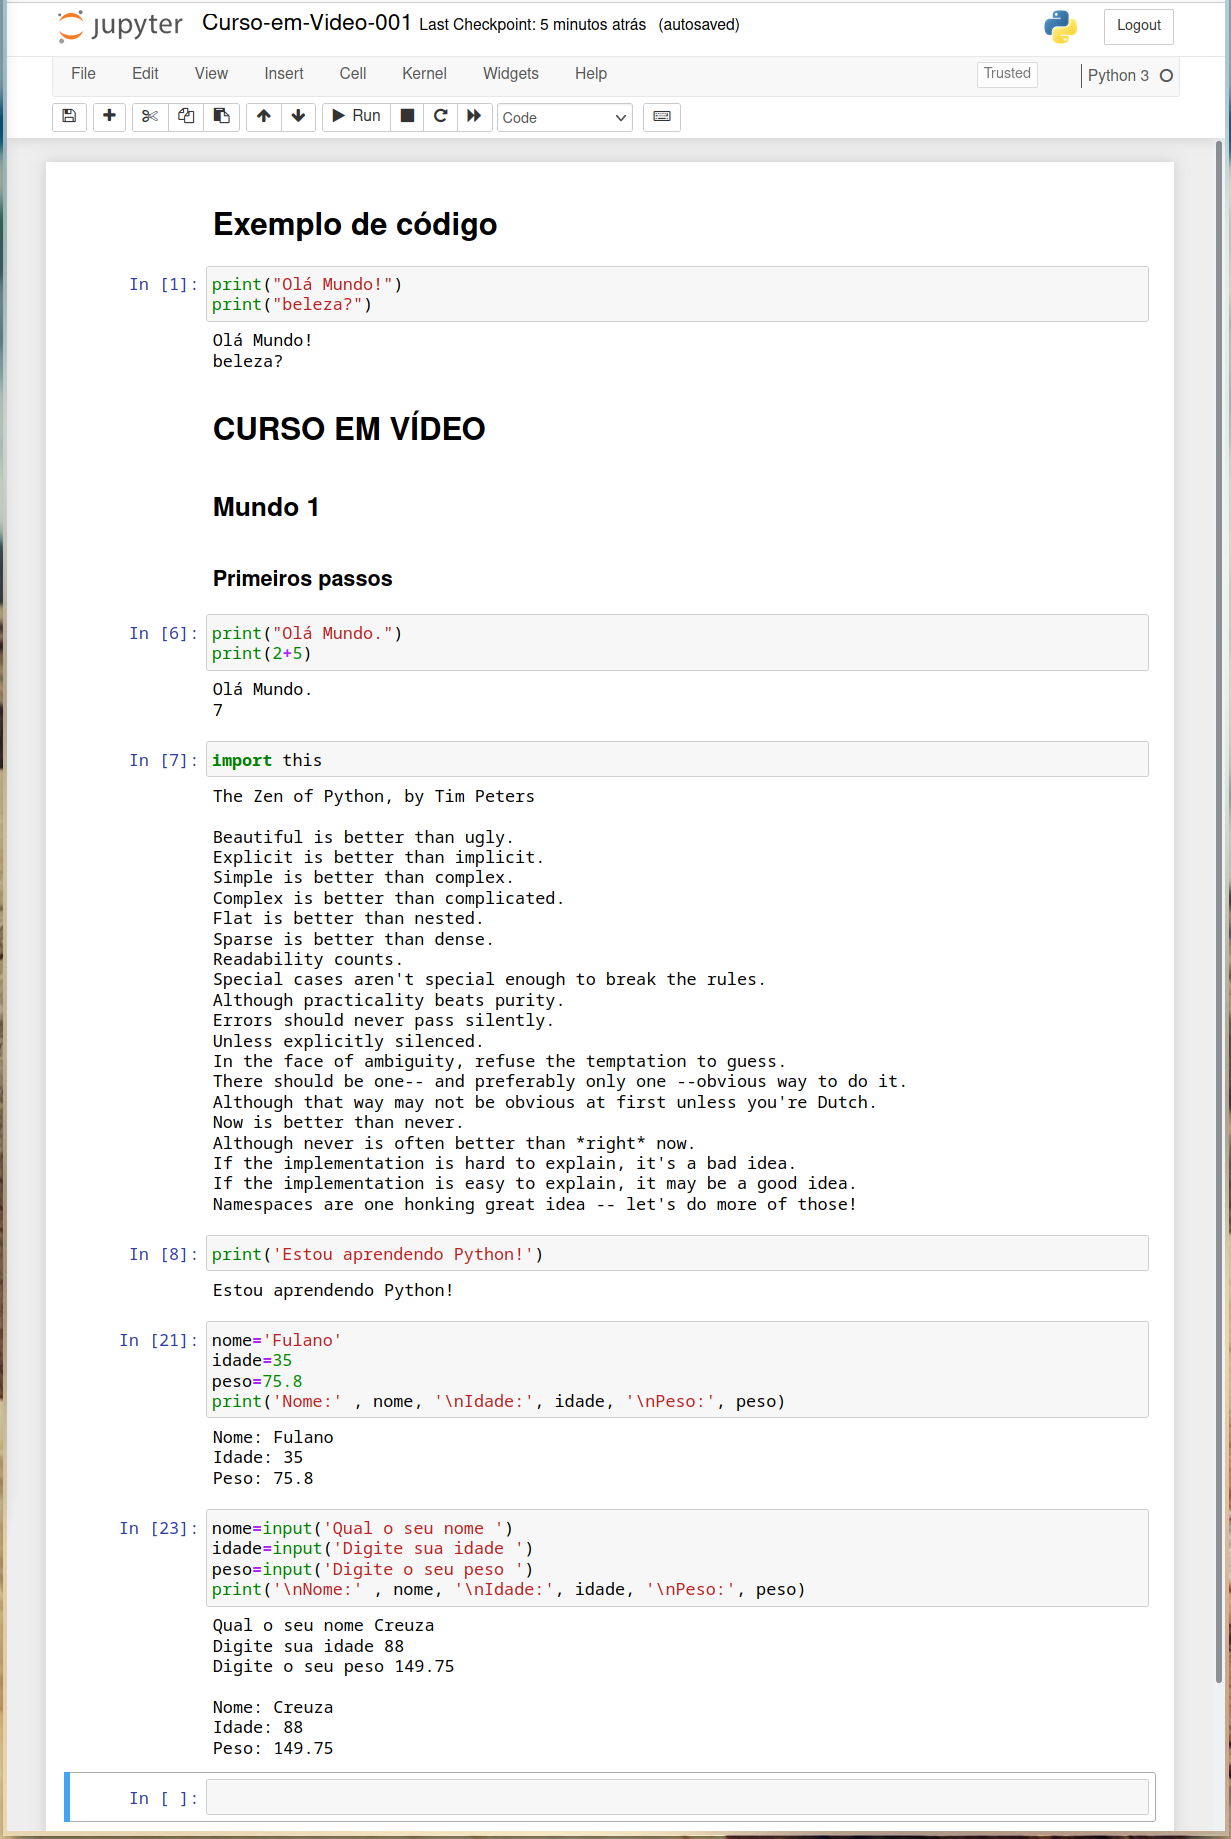 jupyter Curso-em-Video-001 Last Checkpoint: 5 minutos atrás (autosaved) Logout
File Edit View Insert Cell Kernel Widgets Help Trusted Python 3
Run Code
Exemplo de código
In [1]: print("Olá Mundo!")
print("beleza?")
Olá Mundo!
beleza?
CURSO EM VÍDEO
Mundo 1
Primeiros passos
In [6]: print("Olá Mundo.")
print(2+5)
Olá Mundo.
7
In [7]: import this
The Zen of Python, by Tim Peters
Beautiful is better than ugly.
Explicit is better than implicit.
Simple is better than complex.
Complex is better than complicated.
Flat is better than nested.
Sparse is better than dense.
Readability counts.
Special cases aren't special enough to break the rules.
Although practicality beats purity.
Errors should never pass silently.
Unless explicitly silenced.
In the face of ambiguity, refuse the temptation to guess.
There should be one-- and preferably only one --obvious way to do it.
Although that way may not be obvious at first unless you're Dutch.
Now is better than never.
Although never is often better than *right* now.
If the implementation is hard to explain, it's a bad idea.
If the implementation is easy to explain, it may be a good idea.
Namespaces are one honking great idea -- let's do more of those!
In [8]: print('Estou aprendendo Python!')
Estou aprendendo Python!
In [21]: nome='Fulano'
idade=35
peso=75.8
print('Nome:' , nome, '\nIdade:', idade, '\nPeso:', peso)
Nome: Fulano
Idade: 35
Peso: 75.8
In [23]: nome=input('Qual o seu nome ')
idade=input('Digite sua idade ')
peso=input('Digite o seu peso ')
print('\nNome:' , nome, '\nIdade:', idade, '\nPeso:', peso)
Qual o seu nome Creuza
Digite sua idade 88
Digite o seu peso 149.75
Nome: Creuza
Idade: 88
Peso: 149.75
In [ ]: